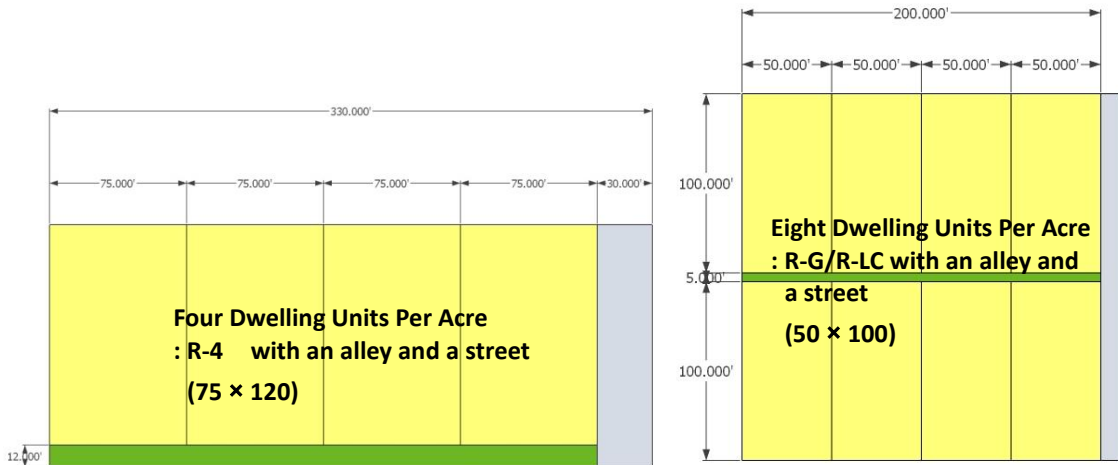 330.000'
75.000' 75.000' 75.000' 75.000' 30.000'
Four Dwelling Units Per Acre
: R-4 with an alley and a street
(75 × 120)
12.000'
200.000'
50.000' 50.000' 50.000' 50.000'
100.000'
Eight Dwelling Units Per Acre
: R-G/R-LC with an alley and
5.000'
a street
(50 × 100)
100.000'